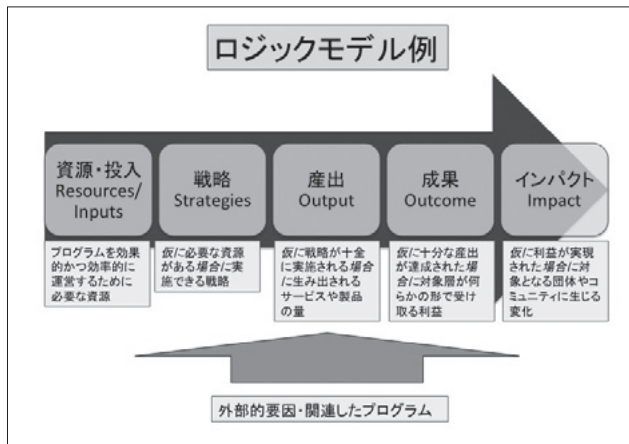 ロジックモデル例
資源・投入
Resources/
Inputs
戦略
Strategies
産出
Output
成果
Outcome
インパクト
Impact
プログラムを効果
的かつ効率的に
運営するために
必要な資源
仮に必要な資源
がある場合に実
施できる戦略
仮に戦略が十全
に実施される場合
に生み出される
サービスや製品
の量
仮に十分な産出
が達成された場
合に対象層が何
らかの形で受け
取る利益
仮に利益が実現
された場合に対
象となる団体やコ
ミュニティに生じる
変化
外部的要因・関連したプログラム